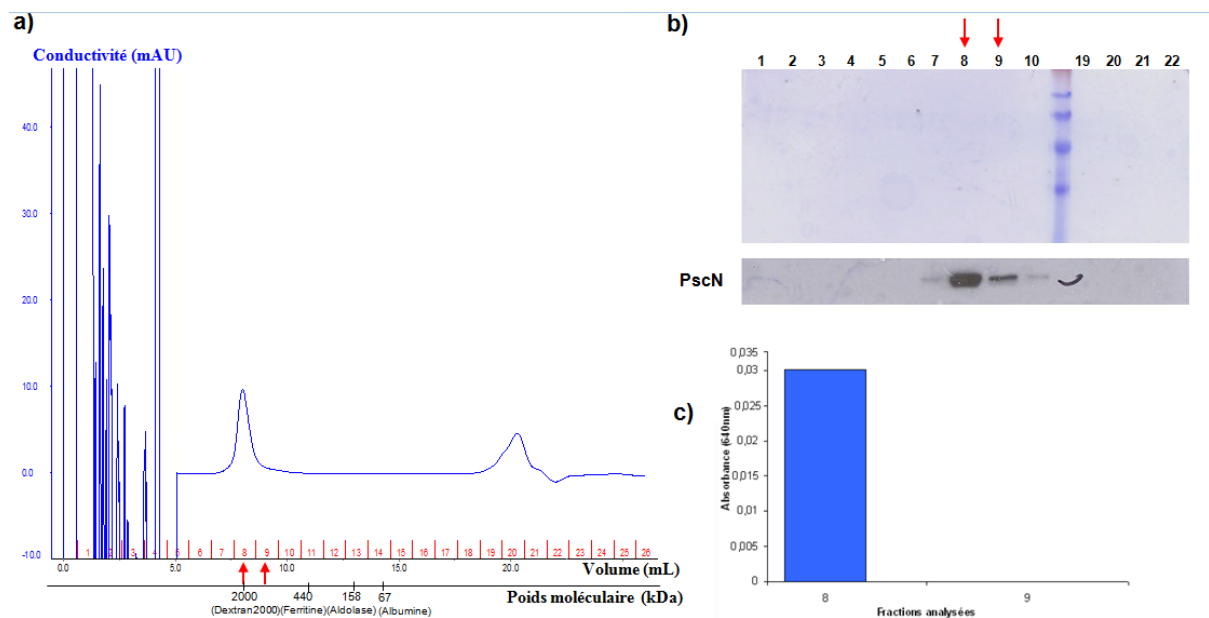 a)
Conductivité (mAU)
40.0
30.0
20.0
10.0
0.0
-10.0
1 2 3 4 5 6 7 8 9 10 11 12 13 14 15 16 17 18 19 20 21 22 23 24 25 26
0.0 5.0 10.0 15.0 20.0 Volume (mL)
2000 440 158 67 Poids moléculaire (kDa)
(Dextran2000)(Ferritine)(Aldolase) (Albumine)
b)
1 2 3 4 5 6 7 8 9 10 19 20 21 22
PscN
c)
Absorbance (640nm)
0,035
0,03
0,025
0,02
0,015
0,01
0,005
0
8 9
Fractions analysées